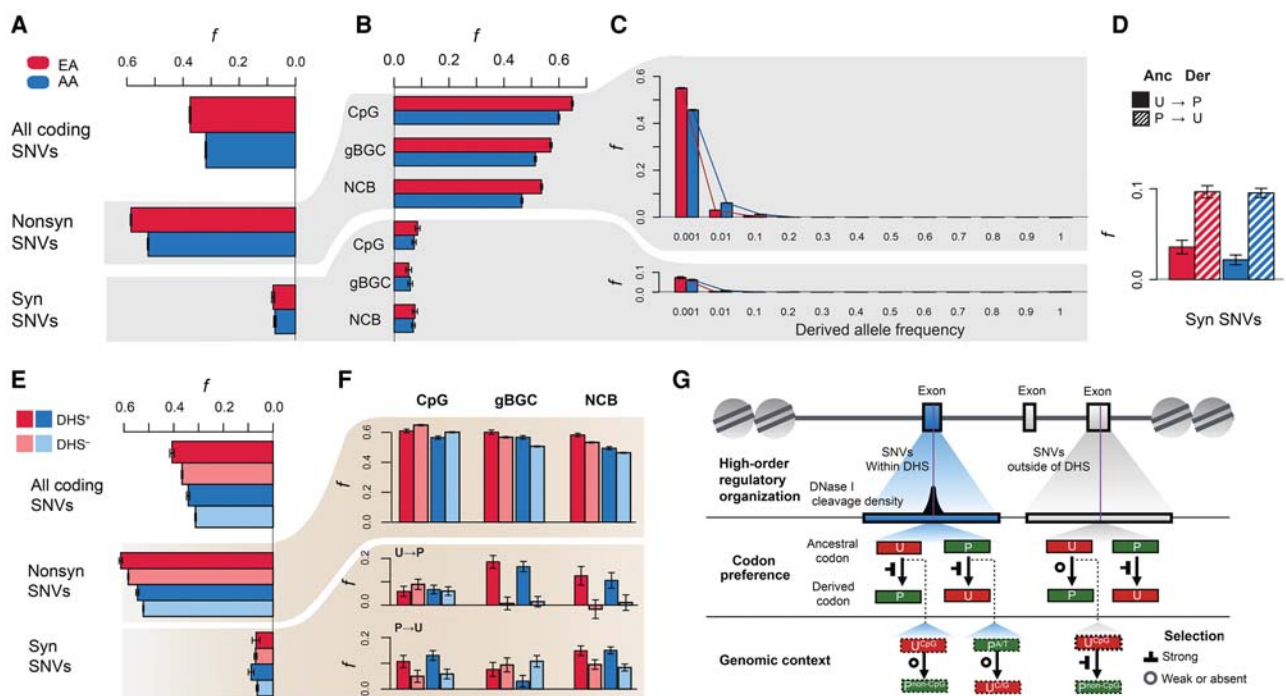 A
f
0.6 0.4 0.2 0.0
EA
AA
All coding
SNVs
Nonsyn
SNVs
Syn
SNVs
B
f
0.0 0.2 0.4 0.6
CpG
gBGC
NCB
CpG
gBGC
NCB
C
0.6
0.4
0.2
0.0
f
0.001 0.01 0.1 0.2 0.3 0.4 0.5 0.6 0.7 0.8 0.9 1
0.1
0.0
f
0.001 0.01 0.1 0.2 0.3 0.4 0.5 0.6 0.7 0.8 0.9 1
Derived allele frequency
D
Anc Der
U → P
P → U
0.1
f
0.0
Syn SNVs
E
f
0.6 0.4 0.2 0.0
DHS+
DHS−
All coding
SNVs
Nonsyn
SNVs
Syn
SNVs
F
CpG gBGC NCB
0.6
0.4
f
0.2
0.0
U→P
0.2
f
0.0
P→U
0.2
f
0.0
G
Exon Exon Exon
SNVs
Within DHS
SNVs
outside of DHS
High-order
regulatory
organization
DNase I
cleavage density
Codon
preference
Ancestral
codon
U P U P
Derived
codon
P U P U
Genomic context
UCpG UCpG
UCpG
Selection
Strong
Weak or absent